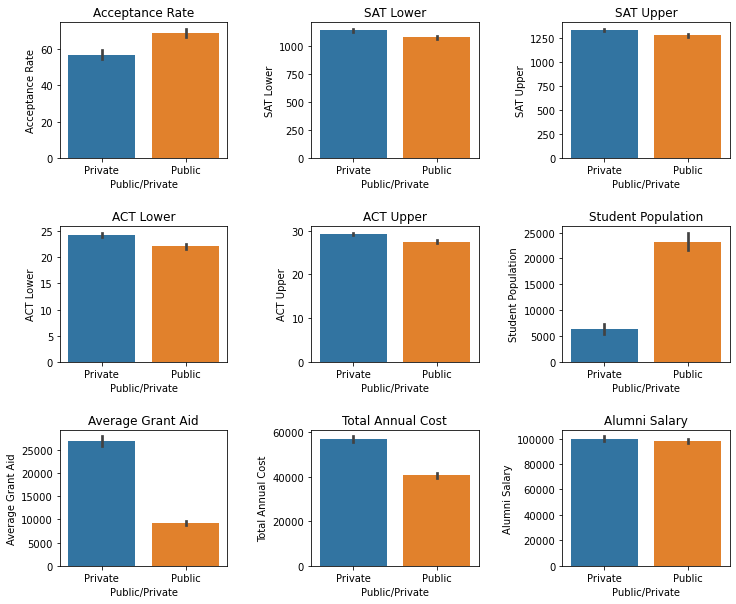 Acceptance Rate
SAT Lower
SAT Upper
Acceptance Rate
60
40
20
0
Private
Public
Public/Private
SAT Lower
1000
750
500
250
0
Private
Public
Public/Private
SAT Upper
1250
1000
750
500
250
0
Private
Public
Public/Private
ACT Lower
ACT Upper
Student Population
ACT Lower
25
20
15
10
5
0
Private
Public
Public/Private
ACT Upper
30
20
10
0
Private
Public
Public/Private
Student Population
25000
20000
15000
10000
5000
0
Private
Public
Public/Private
Average Grant Aid
Total Annual Cost
Alumni Salary
Average Grant Aid
25000
20000
15000
10000
5000
0
Private
Public
Public/Private
Total Annual Cost
60000
40000
20000
0
Private
Public
Public/Private
Alumni Salary
100000
80000
60000
40000
20000
0
Private
Public
Public/Private